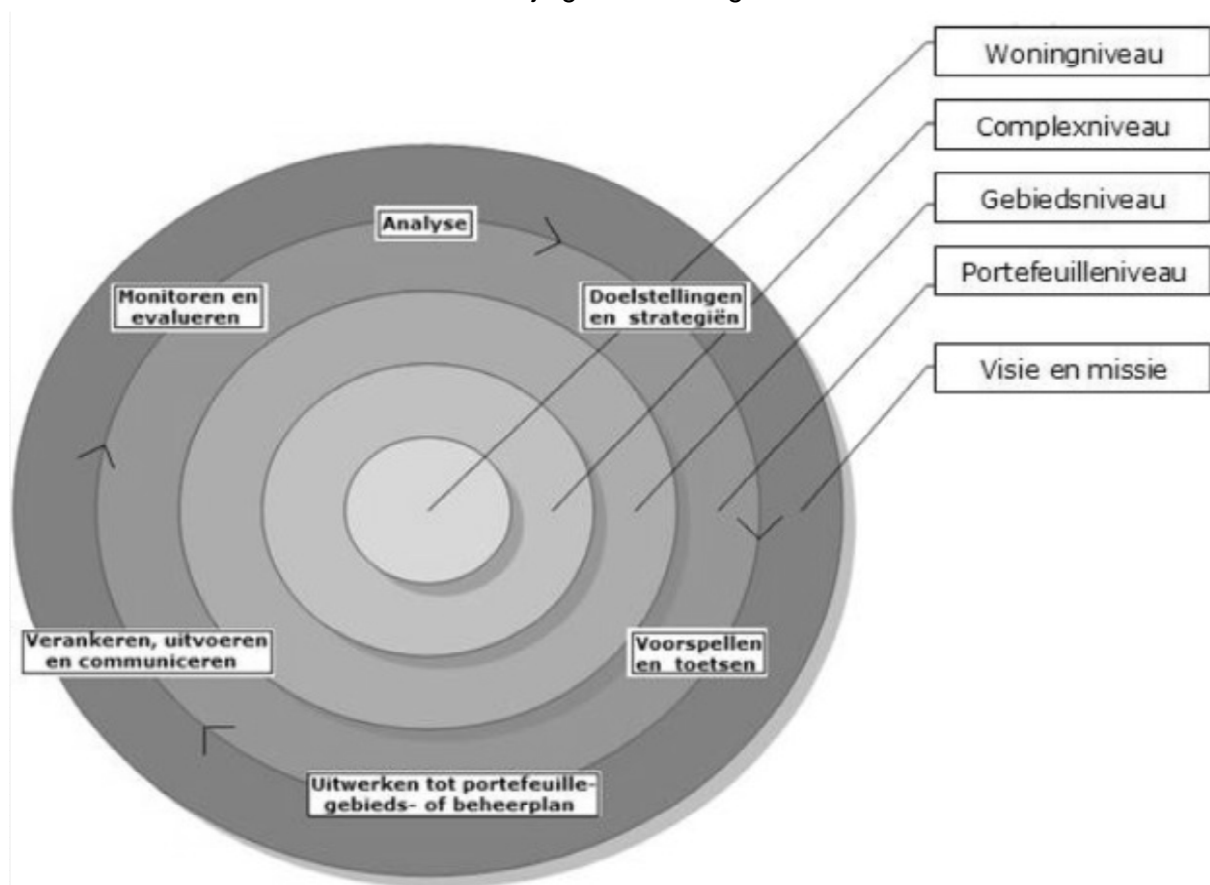 Woningniveau
Complexniveau
Gebiedsniveau
Portefeuilleniveau
Visie en missie
Analyse
Doelstellingen
en strategiën
Voorspellen
en toetsen
Uitwerken tot portefeuille-
gebieds- of beheerplan
Verankeren, uitvoeren
en communiceren
Monitoren en
evalueren